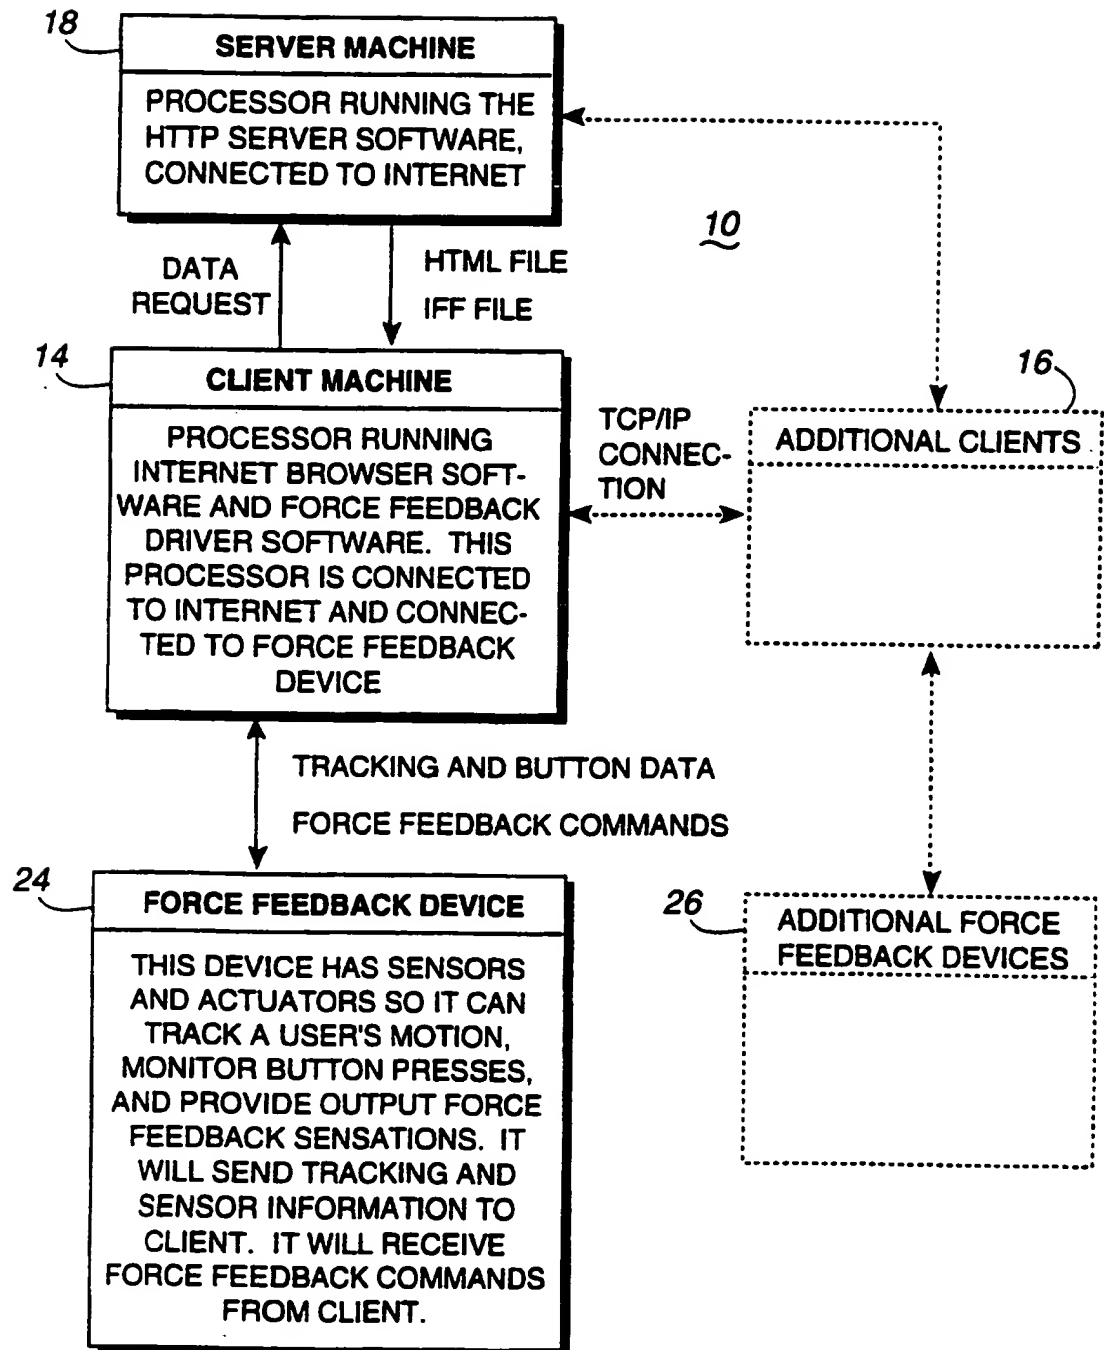 18
SERVER MACHINE
PROCESSOR RUNNING THE
HTTP SERVER SOFTWARE,
CONNECTED TO INTERNET
10
DATA
REQUEST
HTML FILE
IFF FILE
14
CLIENT MACHINE
PROCESSOR RUNNING
INTERNET BROWSER SOFT-
WARE AND FORCE FEEDBACK
DRIVER SOFTWARE. THIS
PROCESSOR IS CONNECTED
TO INTERNET AND CONNEC-
TED TO FORCE FEEDBACK
DEVICE
TCP/IP
CONNEC-
TION
16
ADDITIONAL CLIENTS
TRACKING AND BUTTON DATA
FORCE FEEDBACK COMMANDS
24
FORCE FEEDBACK DEVICE
THIS DEVICE HAS SENSORS
AND ACTUATORS SO IT CAN
TRACK A USER'S MOTION,
MONITOR BUTTON PRESSES,
AND PROVIDE OUTPUT FORCE
FEEDBACK SENSATIONS. IT
WILL SEND TRACKING AND
SENSOR INFORMATION TO
CLIENT. IT WILL RECEIVE
FORCE FEEDBACK COMMANDS
FROM CLIENT.
26
ADDITIONAL FORCE
FEEDBACK DEVICES